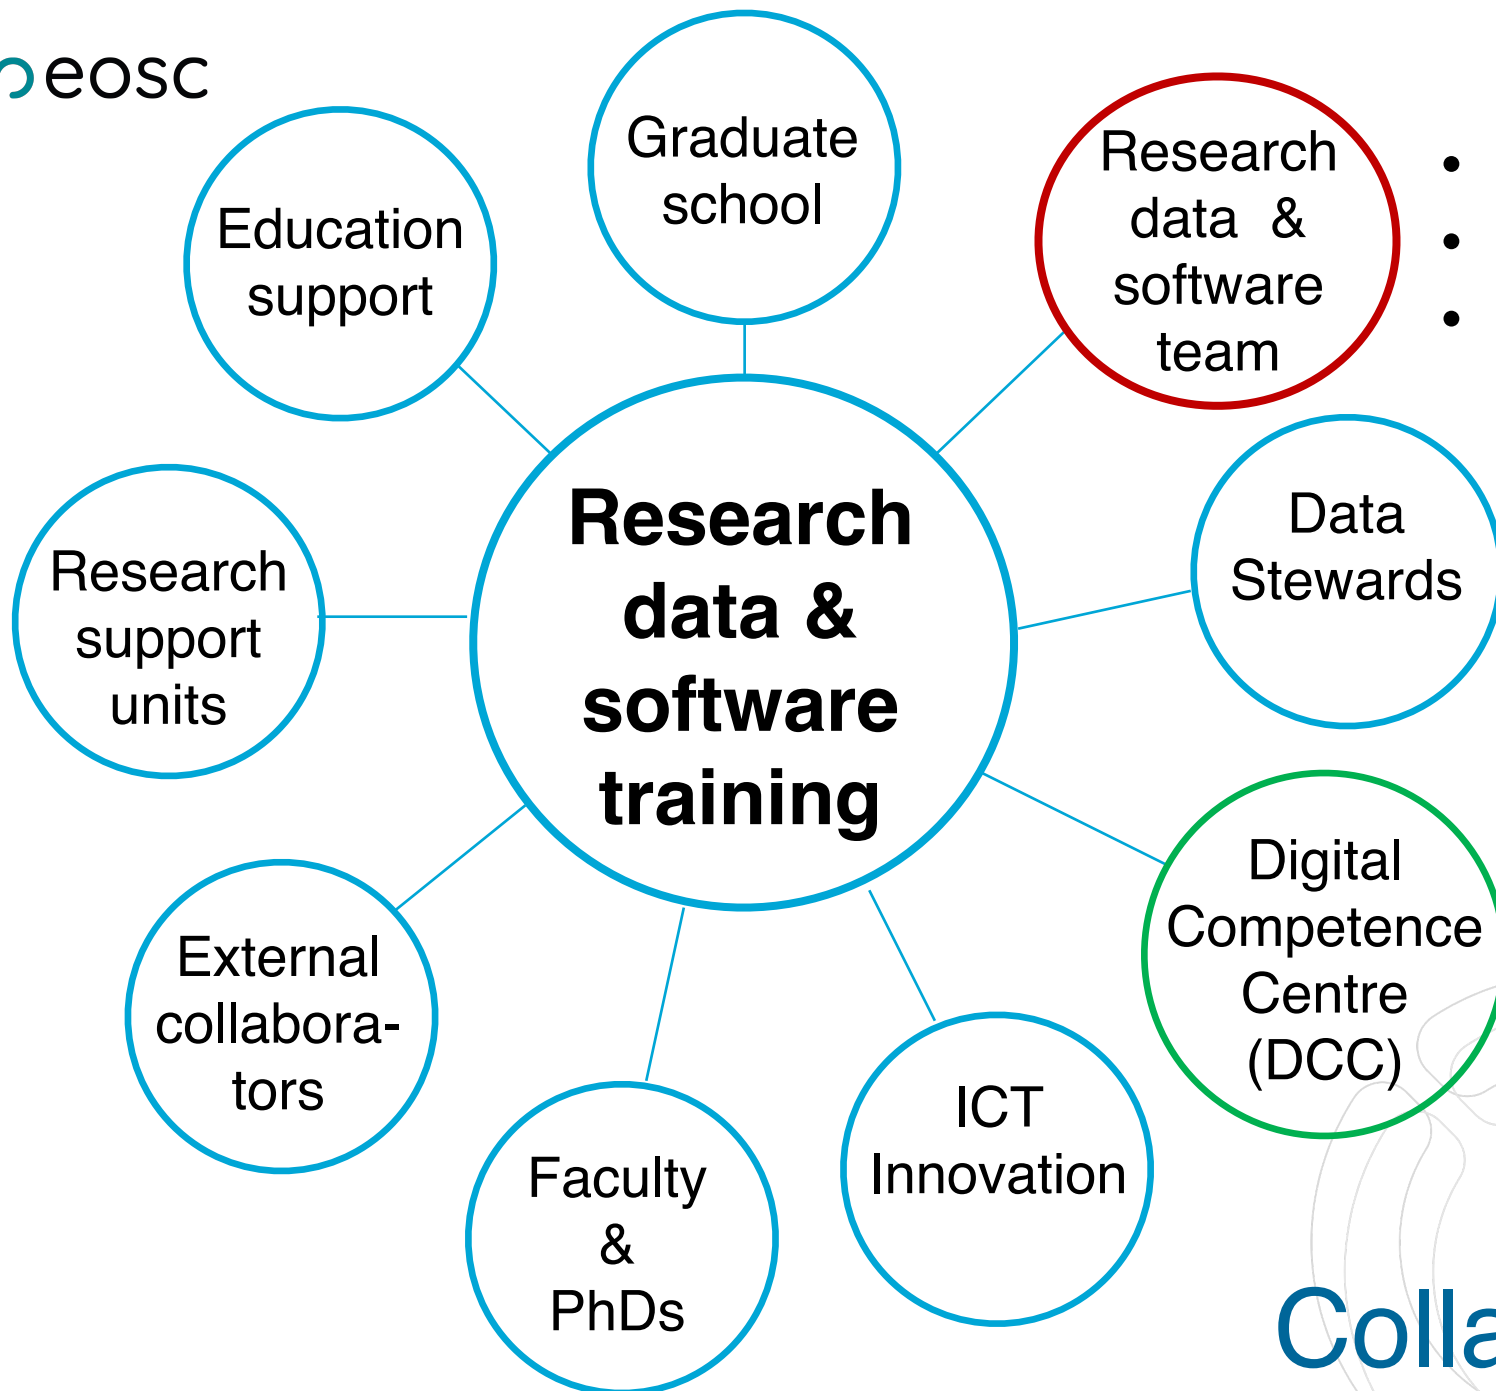 eosc
Graduate
school
Research
data &
software
team
•
•
•
Education
support
Data
Stewards
Research
data &
software
training
Research
support
units
Digital
Competence
Centre
(DCC)
External
collabora-
tors
ICT
Innovation
Faculty
&
PhDs
Colla